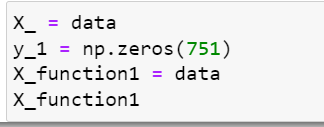 X_ = data
y_1 = np.zeros(751)
X_function1 = data
X_function1